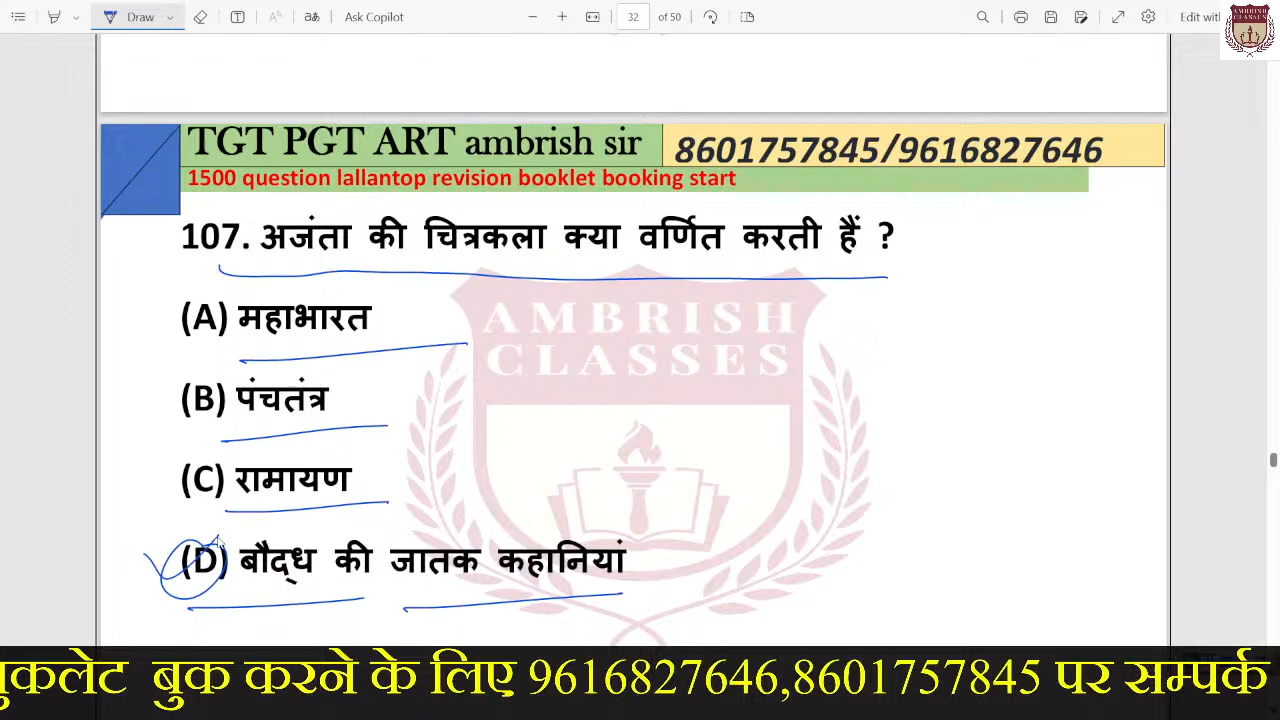 Draw
Ask Copilot
32 of 50
Edit with
AMBRISH
CLASSES
TGT PGT ART ambrish sir
8601757845/9616827646
1500 question lallantop revision booklet booking start
107. अजंता की चित्रकला क्या वर्णित करती हैं ?
AMBRISH
CLASSES
(A) महाभारत
(B) पंचतंत्र
(C) रामायण
(D) बौद्ध की जातक कहानियां
बुक करने के लिए 9616827646,8601757845 पर सम्पर्क